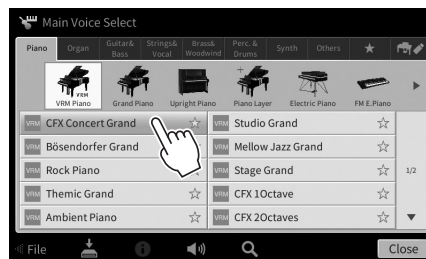 Main Voice Select
Piano
Organ
Guitar&
Bass
Strings&
Vocal
Brass&
Woodwind
Perc. &
Drums
Synth
Others
VRM
VRM Piano
Grand Piano
Upright Piano
Piano Layer
Electric Piano
FM E.Piano
VRM CFX Concert Grand
VRM Studio Grand
VRM Bösendorfer Grand
VRM Mellow Jazz Grand
VRM Rock Piano
VRM Stage Grand
1/2
VRM Themic Grand
VRM CFX 1Octave
VRM Ambient Piano
VRM CFX 2Octaves
File
Close